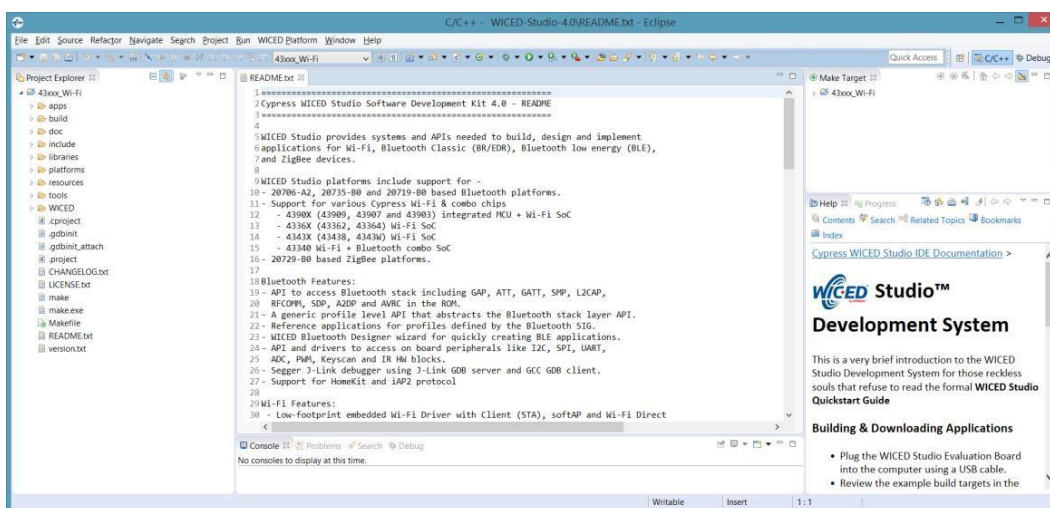 C/C++ - WICED-Studio-4.0\README.txt - Eclipse
File Edit Source Refactor Navigate Search Project Run WICED Platform Window Help
43xxx_Wi-Fi
Quick Access
C/C++
Debug
Project Explorer
43xxx_Wi-Fi
apps
build
doc
include
libraries
platforms
resources
tools
WICED
.cproject
.gdbinit
.gdbinit_attach
.project
CHANGELOG.txt
LICENSE.txt
make
make.exe
Makefile
README.txt
version.txt
README.txt
1 ====================================================
2 Cypress WICED Studio Software Development Kit 4.0 - README
3 ====================================================
4
5 WICED Studio provides systems and APIs needed to build, design and implement
6 applications for Wi-Fi, Bluetooth Classic (BR/EDR), Bluetooth low energy (BLE),
7 and ZigBee devices.
8
9 WICED Studio platforms include support for -
10 - 20706-A2, 20735-B0 and 20719-B0 based Bluetooth platforms.
11 - Support for various Cypress Wi-Fi & combo chips
12 - 4390X (43909, 43907 and 43903) integrated MCU + Wi-Fi SoC
13 - 4336X (43362, 43364) Wi-Fi SoC
14 - 4343X (43438, 4343W) Wi-Fi SoC
15 - 43340 Wi-Fi + Bluetooth combo SoC
16 - 20729-B0 based ZigBee platforms.
17
18 Bluetooth Features:
19 - API to access Bluetooth stack including GAP, ATT, GATT, SMP, L2CAP,
20 RFCOMM, SDP, A2DP and AVRC in the ROM.
21 - A generic profile level API that abstracts the Bluetooth stack layer API.
22 - Reference applications for profiles defined by the Bluetooth SIG.
23 - WICED Bluetooth Designer wizard for quickly creating BLE applications.
24 - API and drivers to access on board peripherals like I2C, SPI, UART,
25 ADC, PWM, Keyscan and IR HW blocks.
26 - Segger J-Link debugger using J-Link GDB server and GCC GDB client.
27 - Support for HomeKit and iAP2 protocol
28
29 Wi-Fi Features:
30 - Low-footprint embedded Wi-Fi Driver with Client (STA), softAP and Wi-Fi Direct
Console Problems Search Debug
No consoles to display at this time.
Make Target
43xxx_Wi-Fi
Help Progress
Contents Search Related Topics Bookmarks
Index
Cypress WICED Studio IDE Documentation >
WICED Studio™
Development System
This is a very brief introduction to the WICED
Studio Development System for those reckless
souls that refuse to read the formal WICED Studio
Quickstart Guide
Building & Downloading Applications
• Plug the WICED Studio Evaluation Board
into the computer using a USB cable.
• Review the example build targets in the
Writable Insert 1 : 1